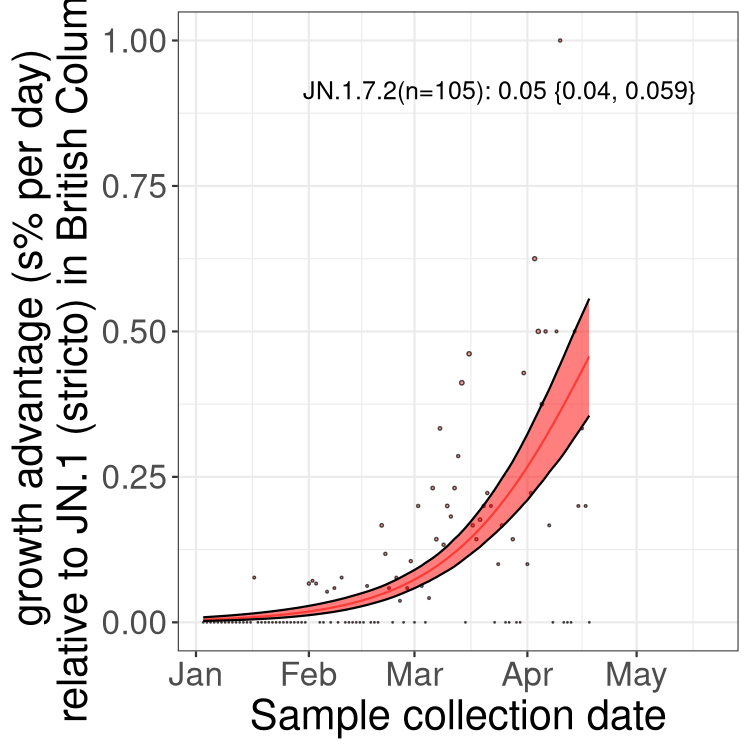 growth advantage (s% per day)
relative to JN.1 (stricto) in British Colum
1.00
0.75
0.50
0.25
0.00
JN.1.7.2(n=105): 0.05 {0.04, 0.059}
Jan Feb Mar Apr May
Sample collection date